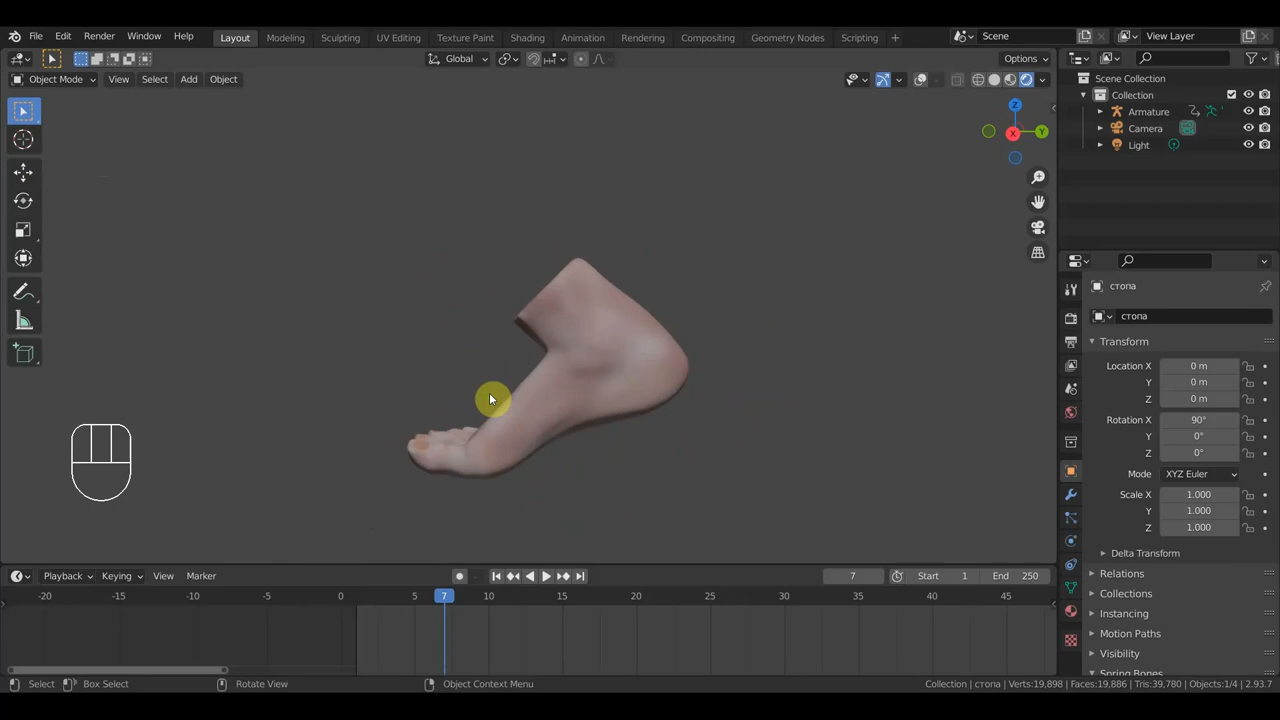 File Edit Render Window Help Layout Modeling Sculpting UV Editing Texture Paint Shading Animation Rendering Compositing Geometry Nodes Scripting + Scene View Layer
Global Options
Object Mode View Select Add Object
Scene Collection
Collection
Armature
Camera
Light
Z
Y
X
стопа
стопа
Transform
Location X 0 m
Y 0 m
Z 0 m
Rotation X 90°
Y 0°
Z 0°
Mode XYZ Euler
Scale X 1.000
Y 1.000
Z 1.000
Delta Transform
Relations
Collections
Instancing
Motion Paths
Visibility
Spring Bones
Playback Keying View Marker 7 Start 1 End 250
-20 -15 -10 -5 0 5 7 10 15 20 25 30 35 40 45
Select Box Select Rotate View Object Context Menu Collection | стопа | Verts:19,898 | Faces:19,886 | Tris:39,780 | Objects:1/4 | 2.93.7